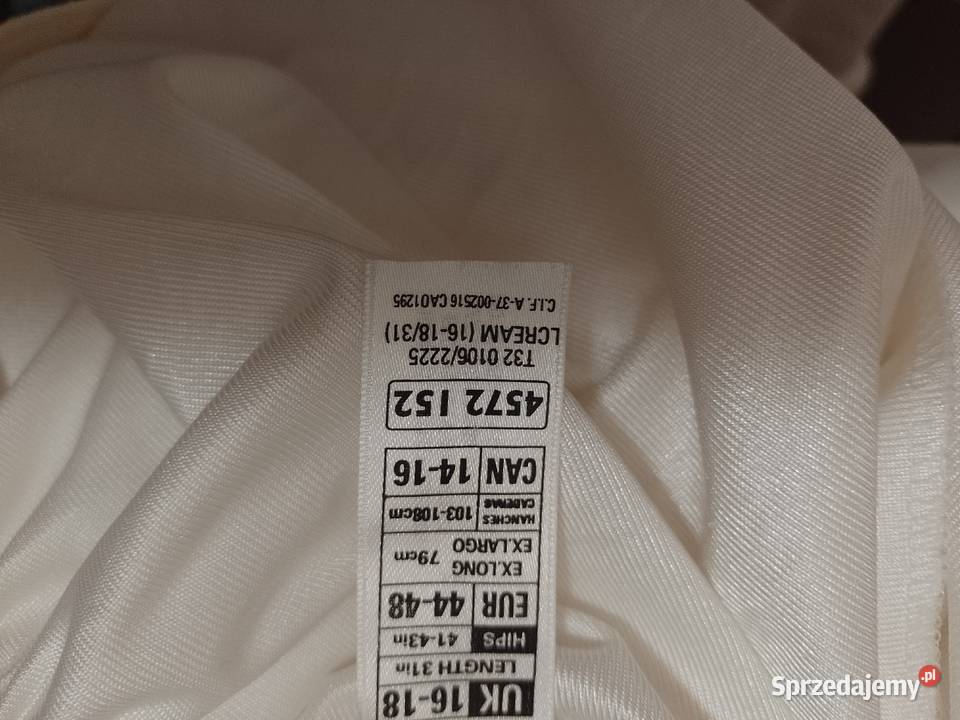 UK 16-18
LENGTH 31in
HIPS 41-43in
EUR 44-48
EX.LONG
EX.LARGO 79cm
HANCHES
CADERAS 103-108cm
CAN 14-16
4572 152
T32 0106/2225
LCREAM (16-18/31)
C.I.F. A-37-002516 CA01295
Sprzedajemy.pl